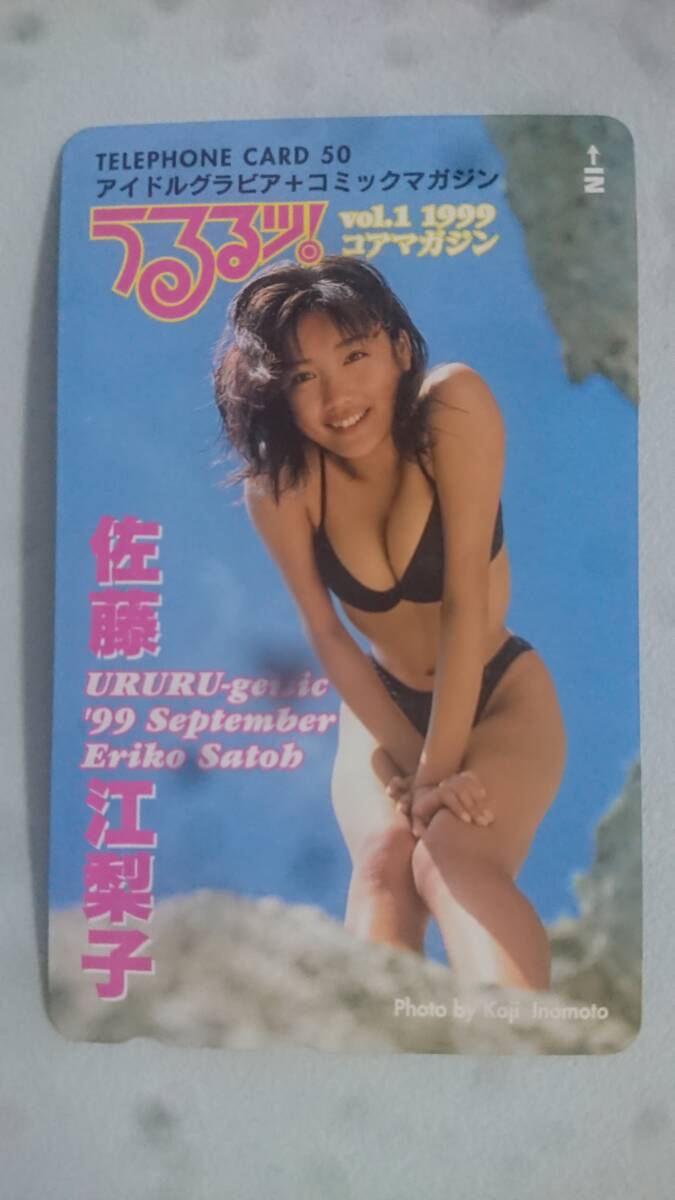 TELEPHONE CARD 50
アイドルグラビア+コミックマガジン
うるるッ!
vol.1 1999
コアマガジン
IN
佐藤江梨子
URURU-genic
'99 September
Eriko Satoh
Photo by Koji Inomoto